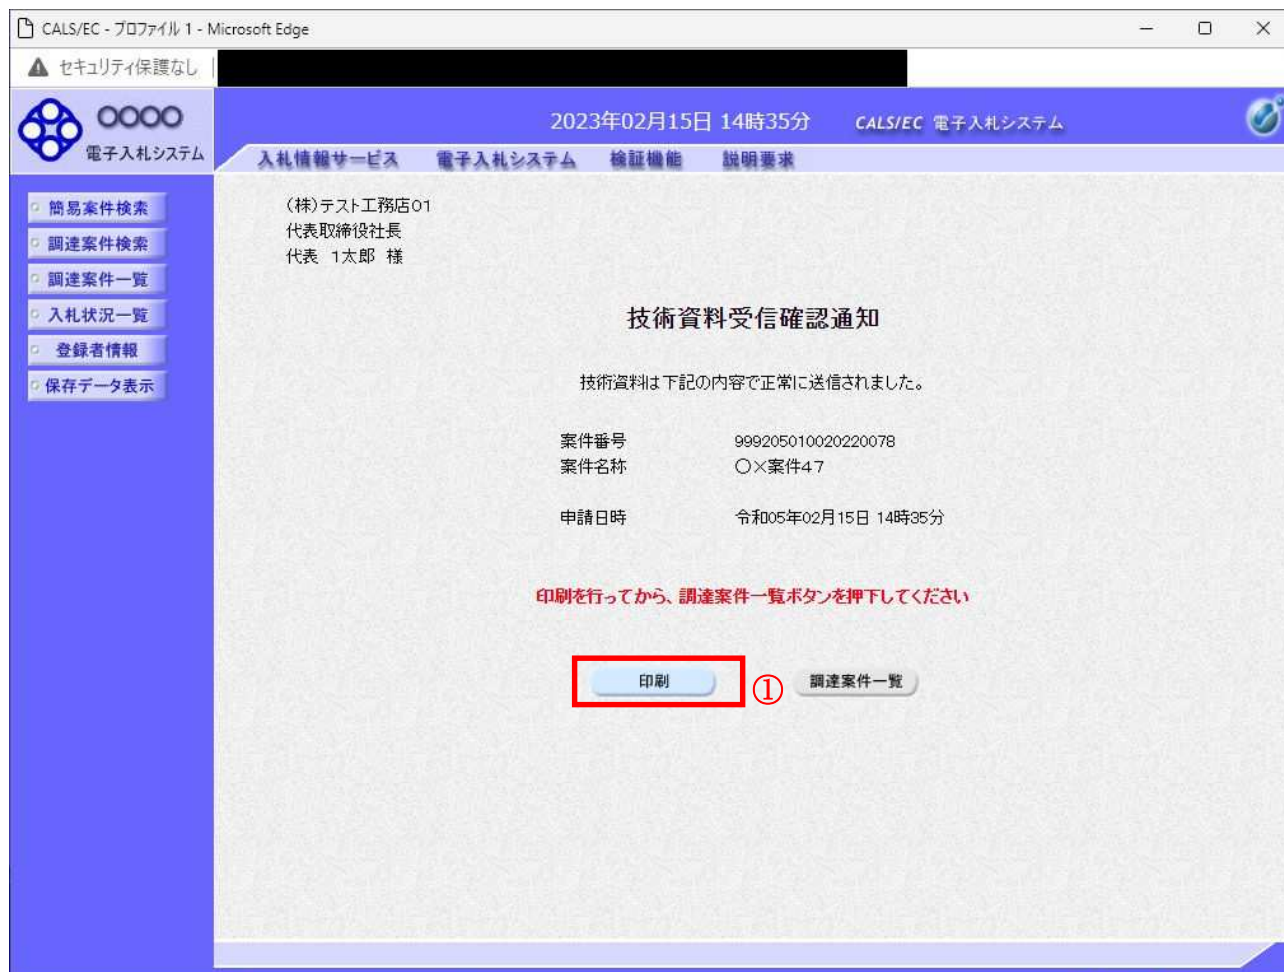 CALS/EC - プロファイル 1 - Microsoft Edge
セキュリティ保護なし
OOOO
電子入札システム
2023年02月15日 14時35分 CALS/EC 電子入札システム
入札情報サービス 電子入札システム 検証機能 説明要求
簡易案件検索
調達案件検索
調達案件一覧
入札状況一覧
登録者情報
保存データ表示
(株)テスト工務店01
代表取締役社長
代表 1太郎 様
技術資料受信確認通知
技術資料は下記の内容で正常に送信されました。
案件番号 999205010020220078
案件名称 〇×案件47
申請日時 令和05年02月15日 14時35分
印刷を行ってから、調達案件一覧ボタンを押下してください
印刷 ① 調達案件一覧